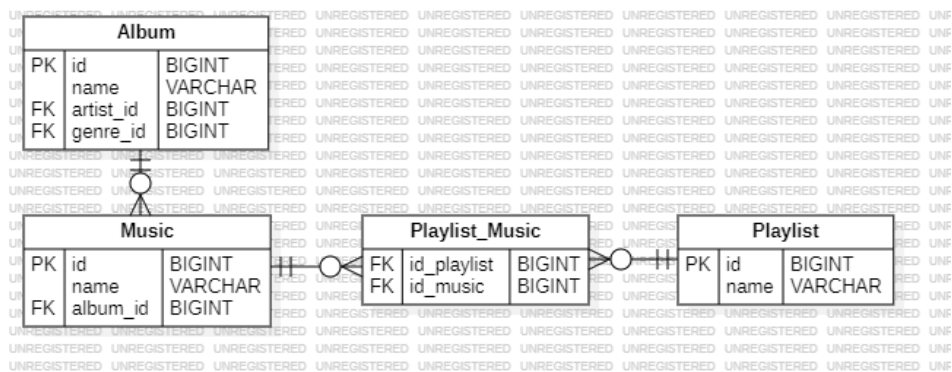 Album
PK id BIGINT
name VARCHAR
FK artist_id BIGINT
FK genre_id BIGINT
Music
PK id BIGINT
name VARCHAR
FK album_id BIGINT
Playlist_Music
FK id_playlist BIGINT
FK id_music BIGINT
Playlist
PK id BIGINT
name VARCHAR
UNREGISTERED